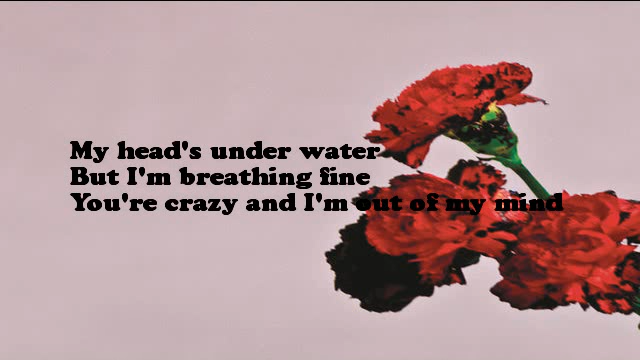 My head's under water
But I'm breathing fine
You're crazy and I'm out of my mind